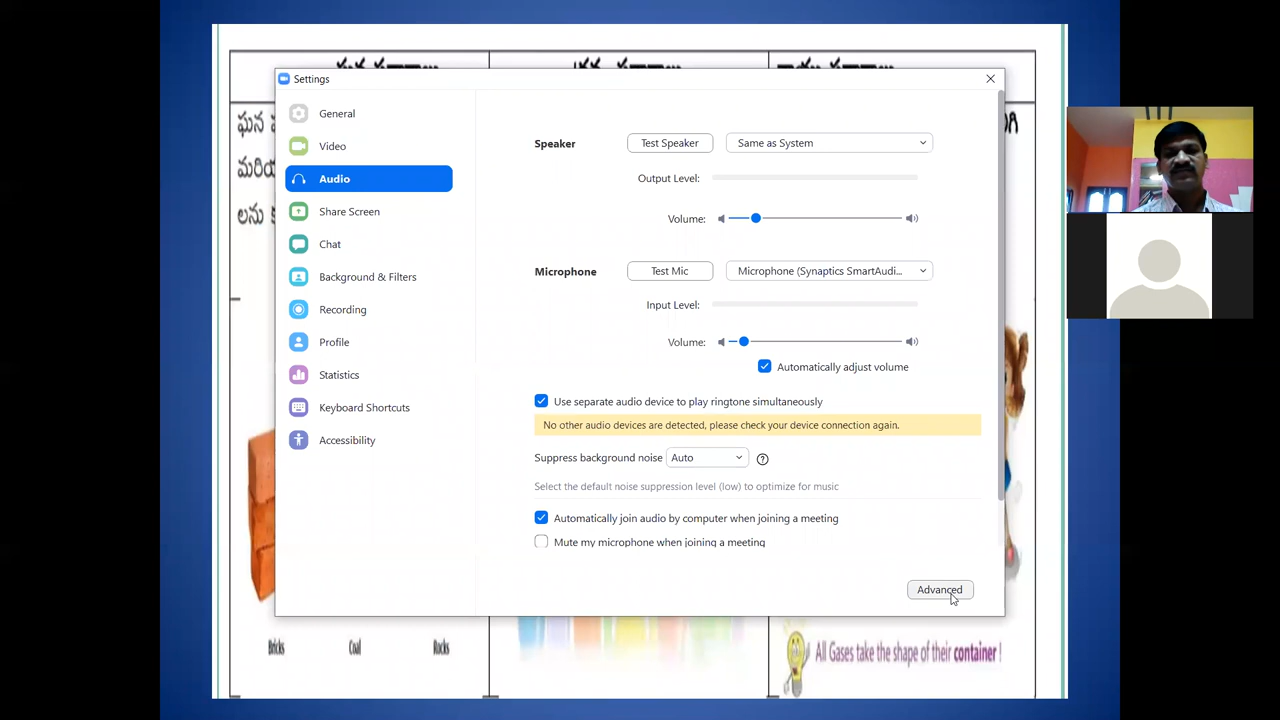 Settings
General
Video
Audio
Share Screen
Chat
Background & Filters
Recording
Profile
Statistics
Keyboard Shortcuts
Accessibility
Speaker Test Speaker Same as System
Output Level:
Volume:
Microphone Test Mic Microphone (Synaptics SmartAudi...
Input Level:
Volume:
Automatically adjust volume
Use separate audio device to play ringtone simultaneously
No other audio devices are detected, please check your device connection again.
Suppress background noise Auto
Select the default noise suppression level (low) to optimize for music
Automatically join audio by computer when joining a meeting
Mute my microphone when joining a meeting
Advanced
ఘన
Bricks Coal Rocks
All Gases take the shape of their container !